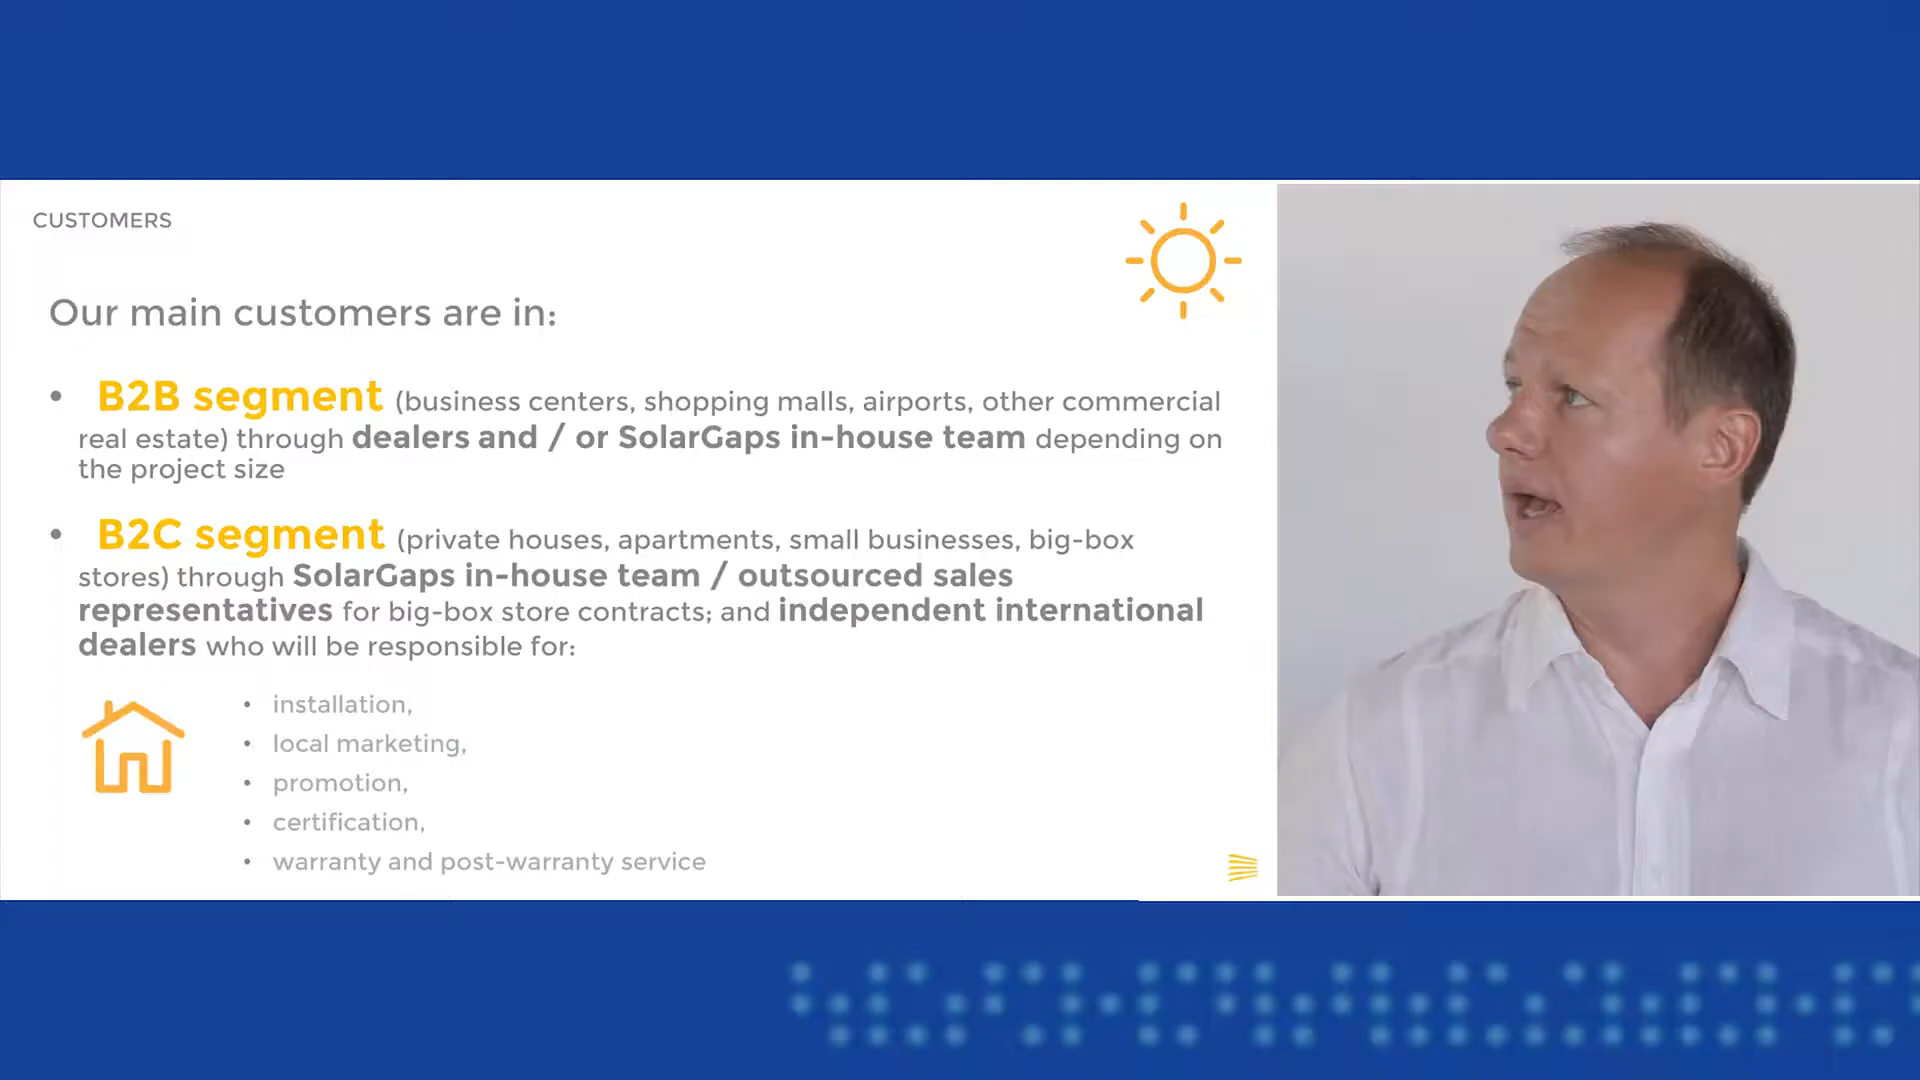 CUSTOMERS
Our main customers are in:
• B2B segment (business centers, shopping malls, airports, other commercial
real estate) through dealers and / or SolarGaps in-house team depending on
the project size
• B2C segment (private houses, apartments, small businesses, big-box
stores) through SolarGaps in-house team / outsourced sales
representatives for big-box store contracts; and independent international
dealers who will be responsible for:
• installation,
• local marketing,
• promotion,
• certification,
• warranty and post-warranty service